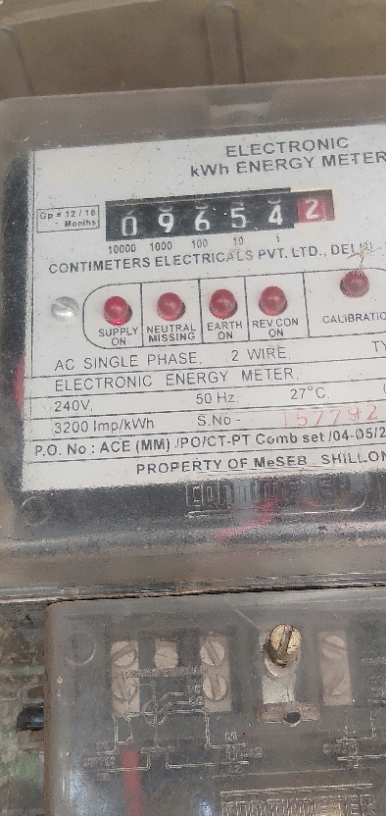 ELECTRONIC
kWh ENERGY METER
Gp = 12 / 18
Months
0 9 6 5 4 2
10000 1000 100 10 1
CONTIMETERS ELECTRICALS PVT. LTD., DELHI
SUPPLY ON
NEUTRAL MISSING
EARTH ON
REV CON ON
CALIBRATIO
AC SINGLE PHASE, 2 WIRE, TY
ELECTRONIC ENERGY METER,
240V, 50 Hz 27°C
3200 Imp/kWh S.No - 157792
P.O. No : ACE (MM) /PO/CT-PT Comb set /04-05/2
PROPERTY OF MeSEB, SHILLON